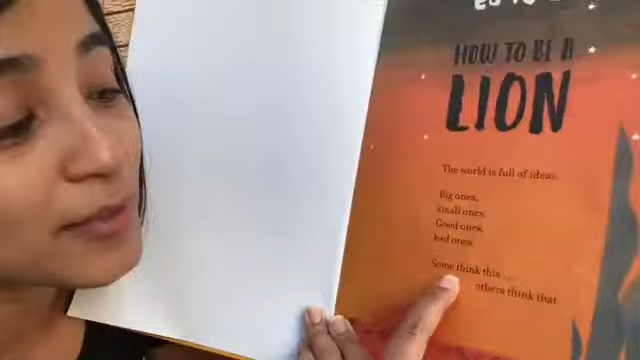 HOW TO BE A
LION
The world is full of ideas.
Big ones,
small ones.
Good ones,
bad ones.
Some think this ...
others think that.